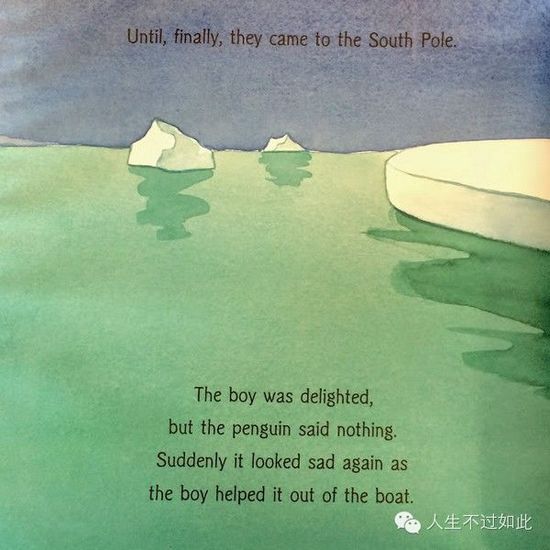 Until, finally, they came to the South Pole.
The boy was delighted,
but the penguin said nothing.
Suddenly it looked sad again as
the boy helped it out of the boat.
人生不过如此